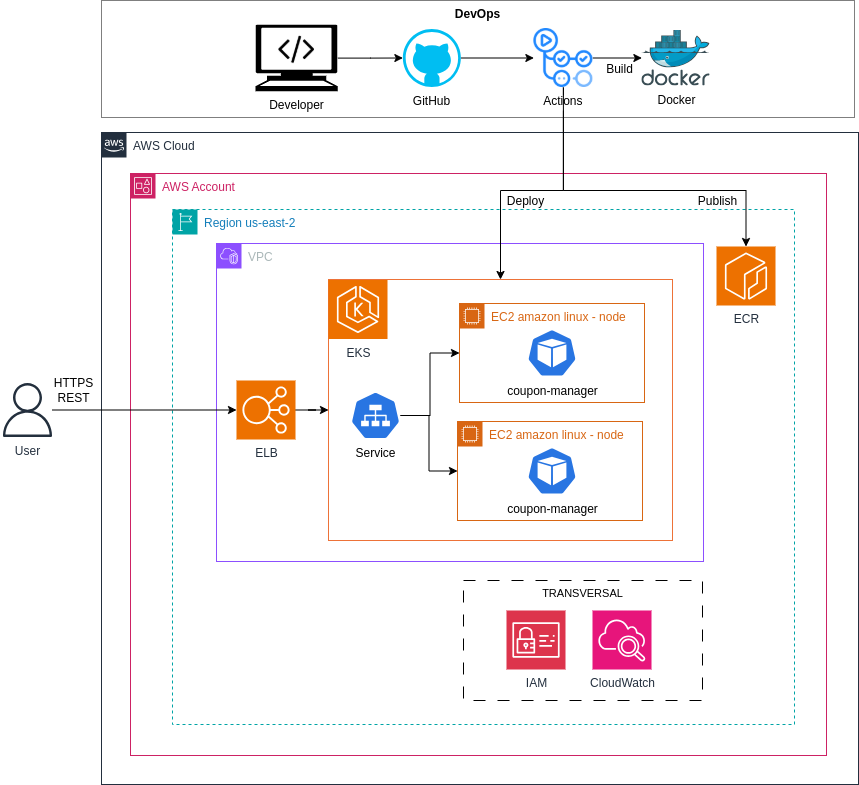 DevOps
Developer
GitHub
Actions
Build
docker
Docker
aws
AWS Cloud
AWS Account
Deploy
Publish
Region us-east-2
VPC
ECR
EKS
K
EC2 amazon linux - node
coupon-manager
HTTPS
REST
User
ELB
Service
EC2 amazon linux - node
coupon-manager
TRANSVERSAL
IAM
CloudWatch